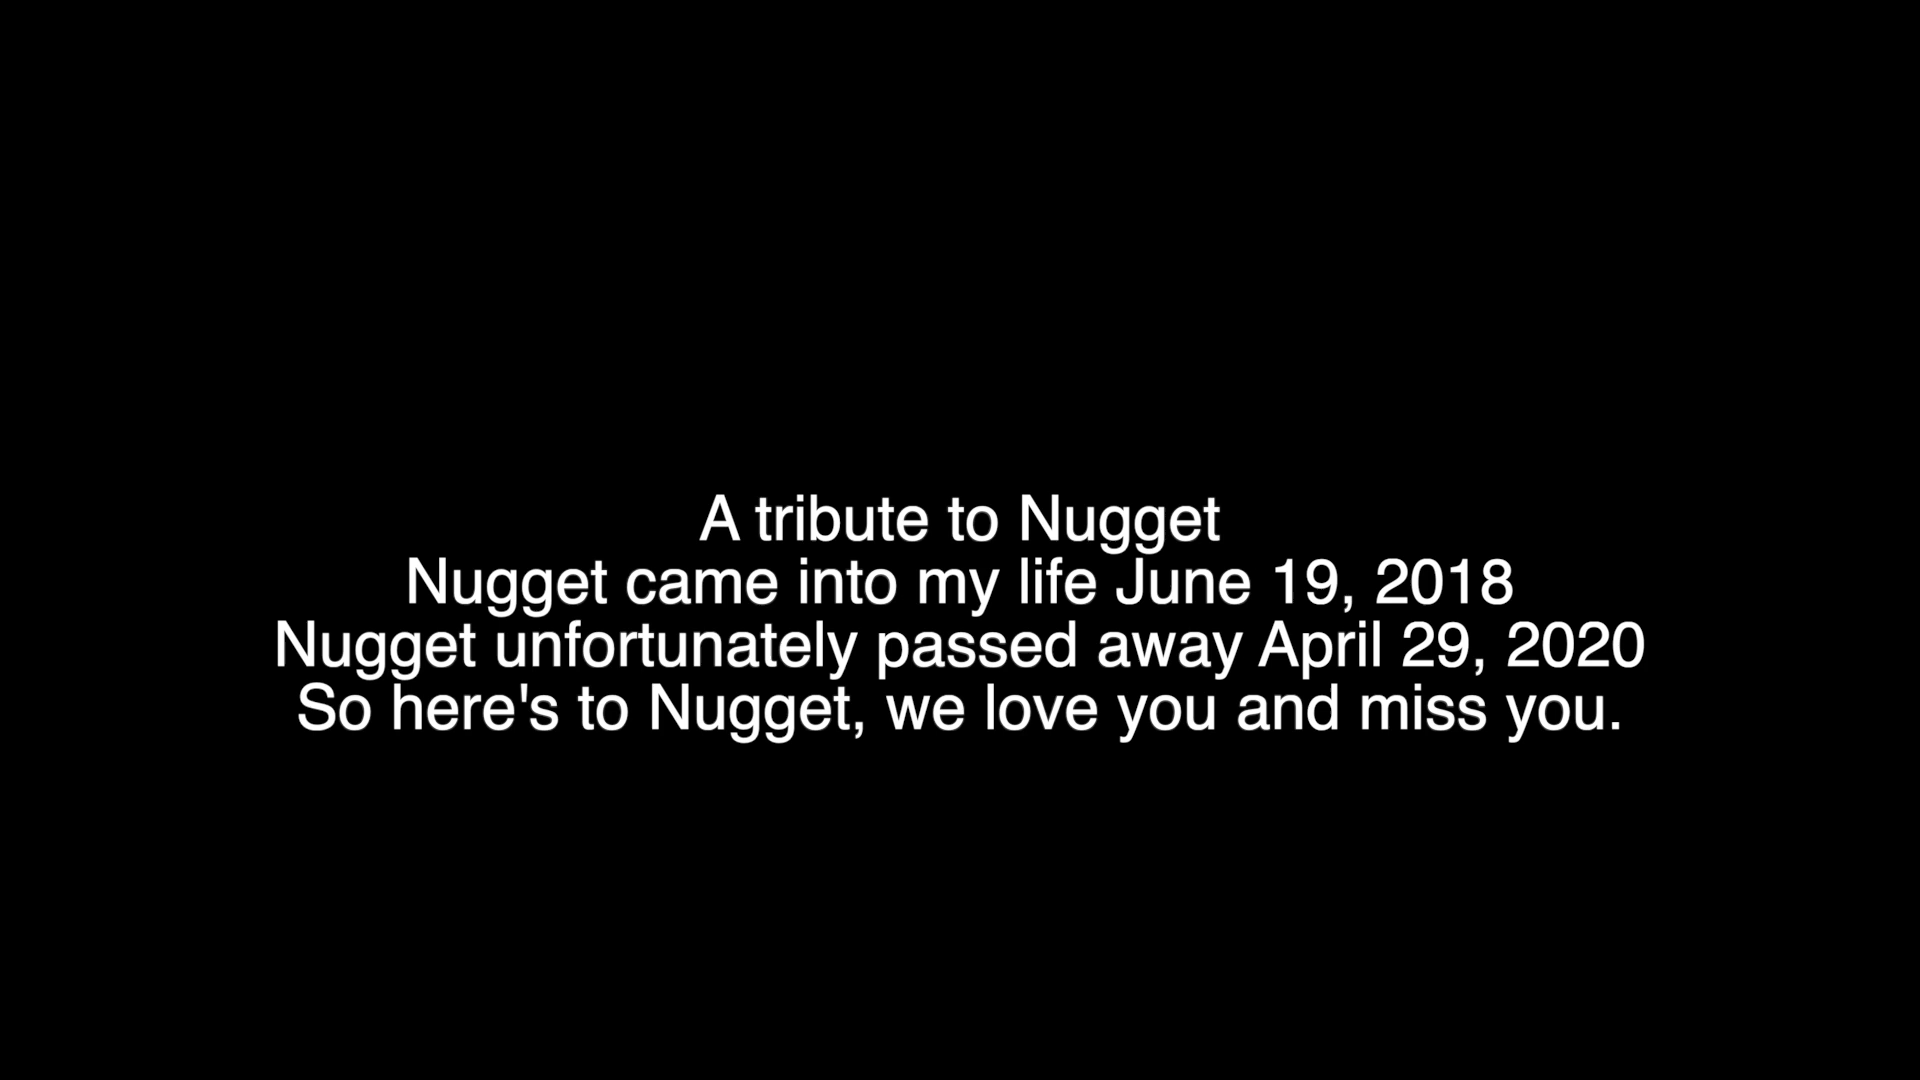 A tribute to Nugget
Nugget came into my life June 19, 2018
Nugget unfortunately passed away April 29, 2020
So here's to Nugget, we love you and miss you.